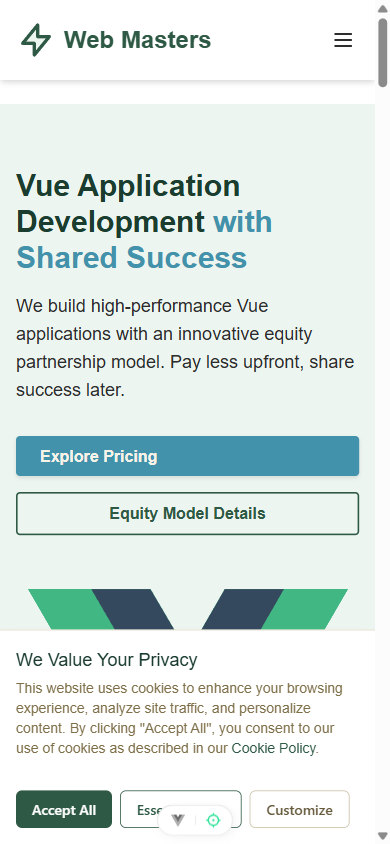 Web Masters
Vue Application
Development with
Shared Success
We build high-performance Vue
applications with an innovative equity
partnership model. Pay less upfront, share
success later.
Explore Pricing
Equity Model Details
We Value Your Privacy
This website uses cookies to enhance your browsing
experience, analyze site traffic, and personalize
content. By clicking "Accept All", you consent to our
use of cookies as described in our Cookie Policy.
Accept All
Customize